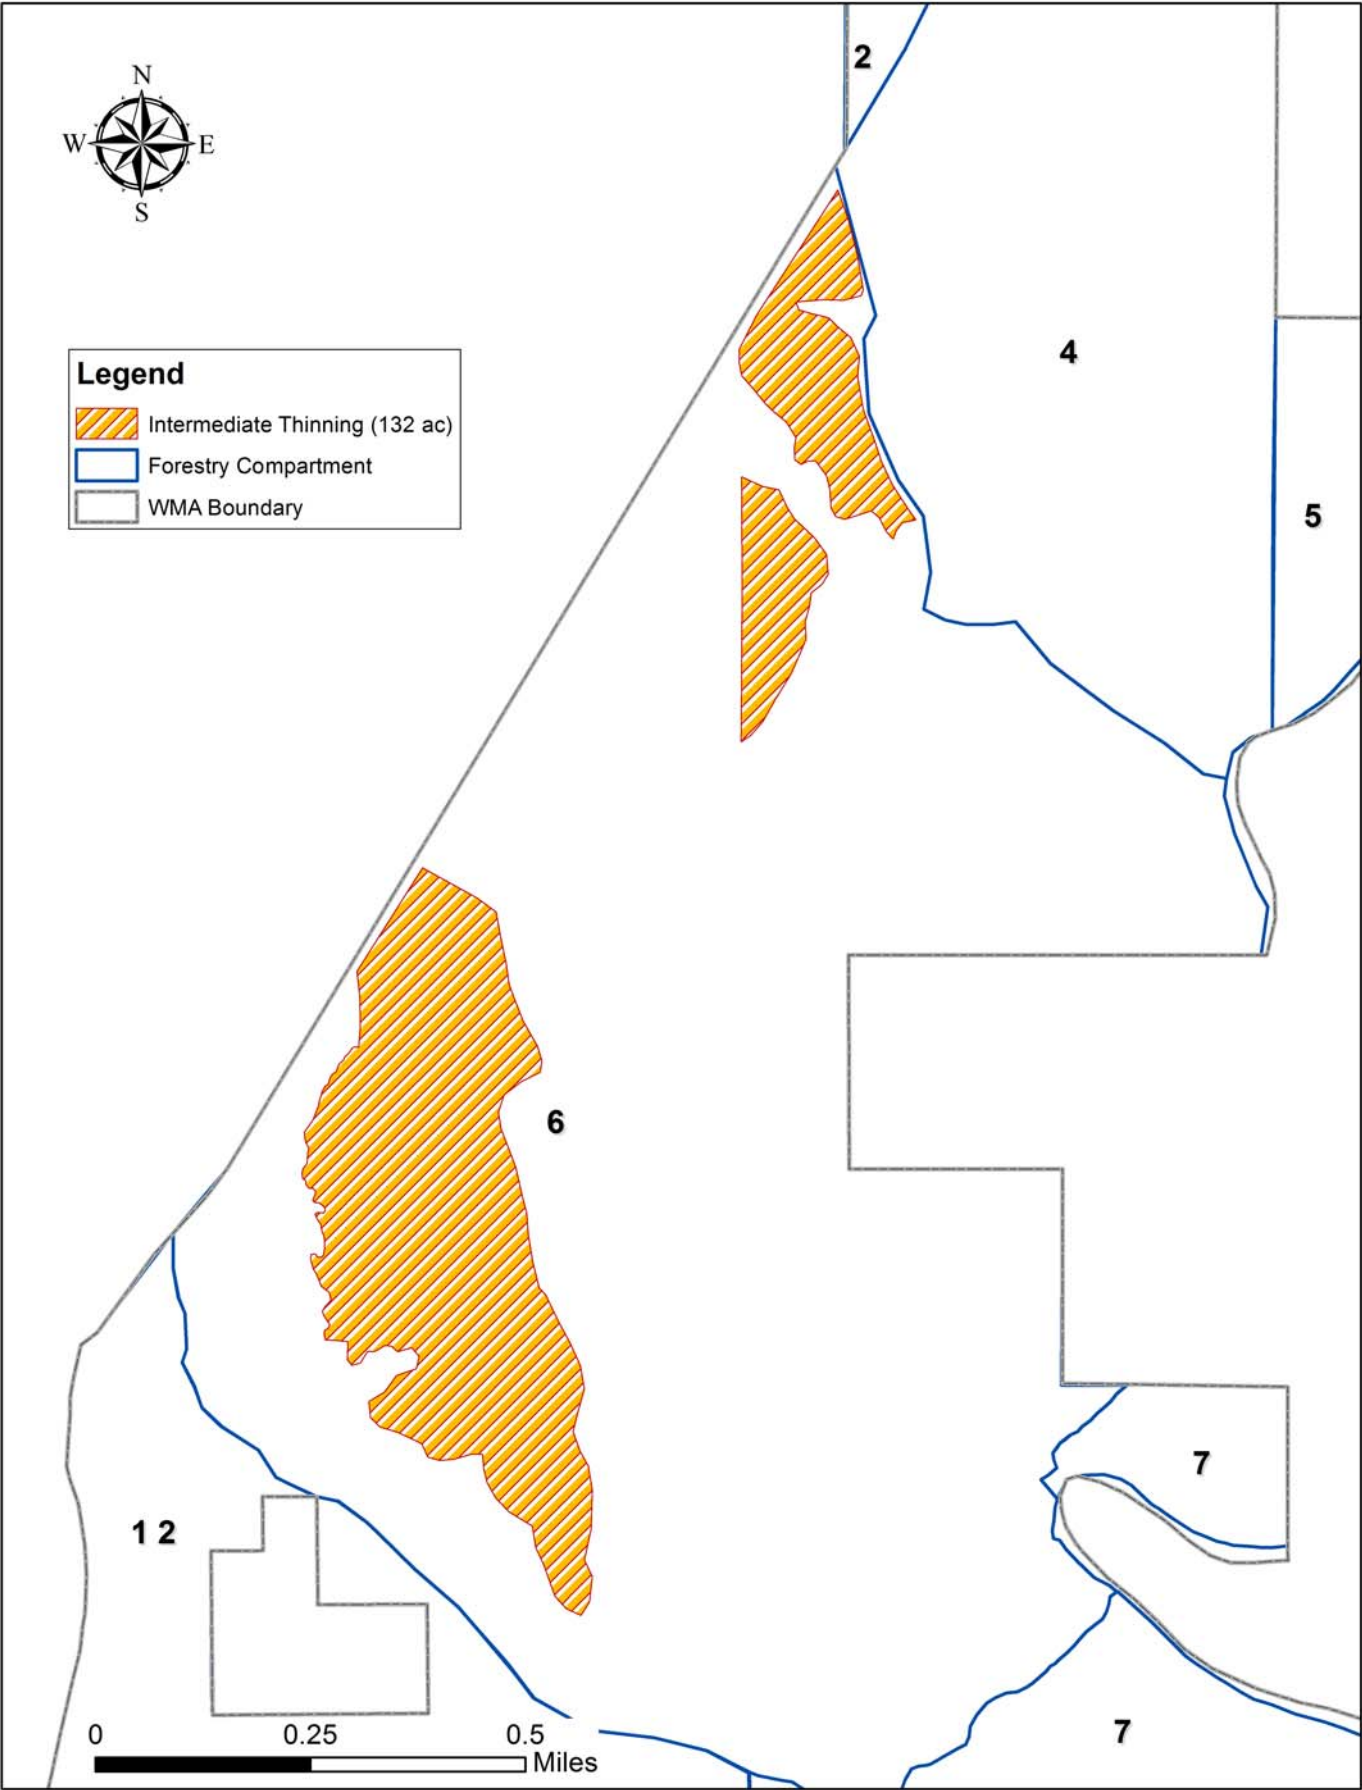 2
N
W E
S
4
Legend
Intermediate Thinning (132 ac)
Forestry Compartment
WMA Boundary
5
6
7
1 2
7
0 0.25 0.5
Miles